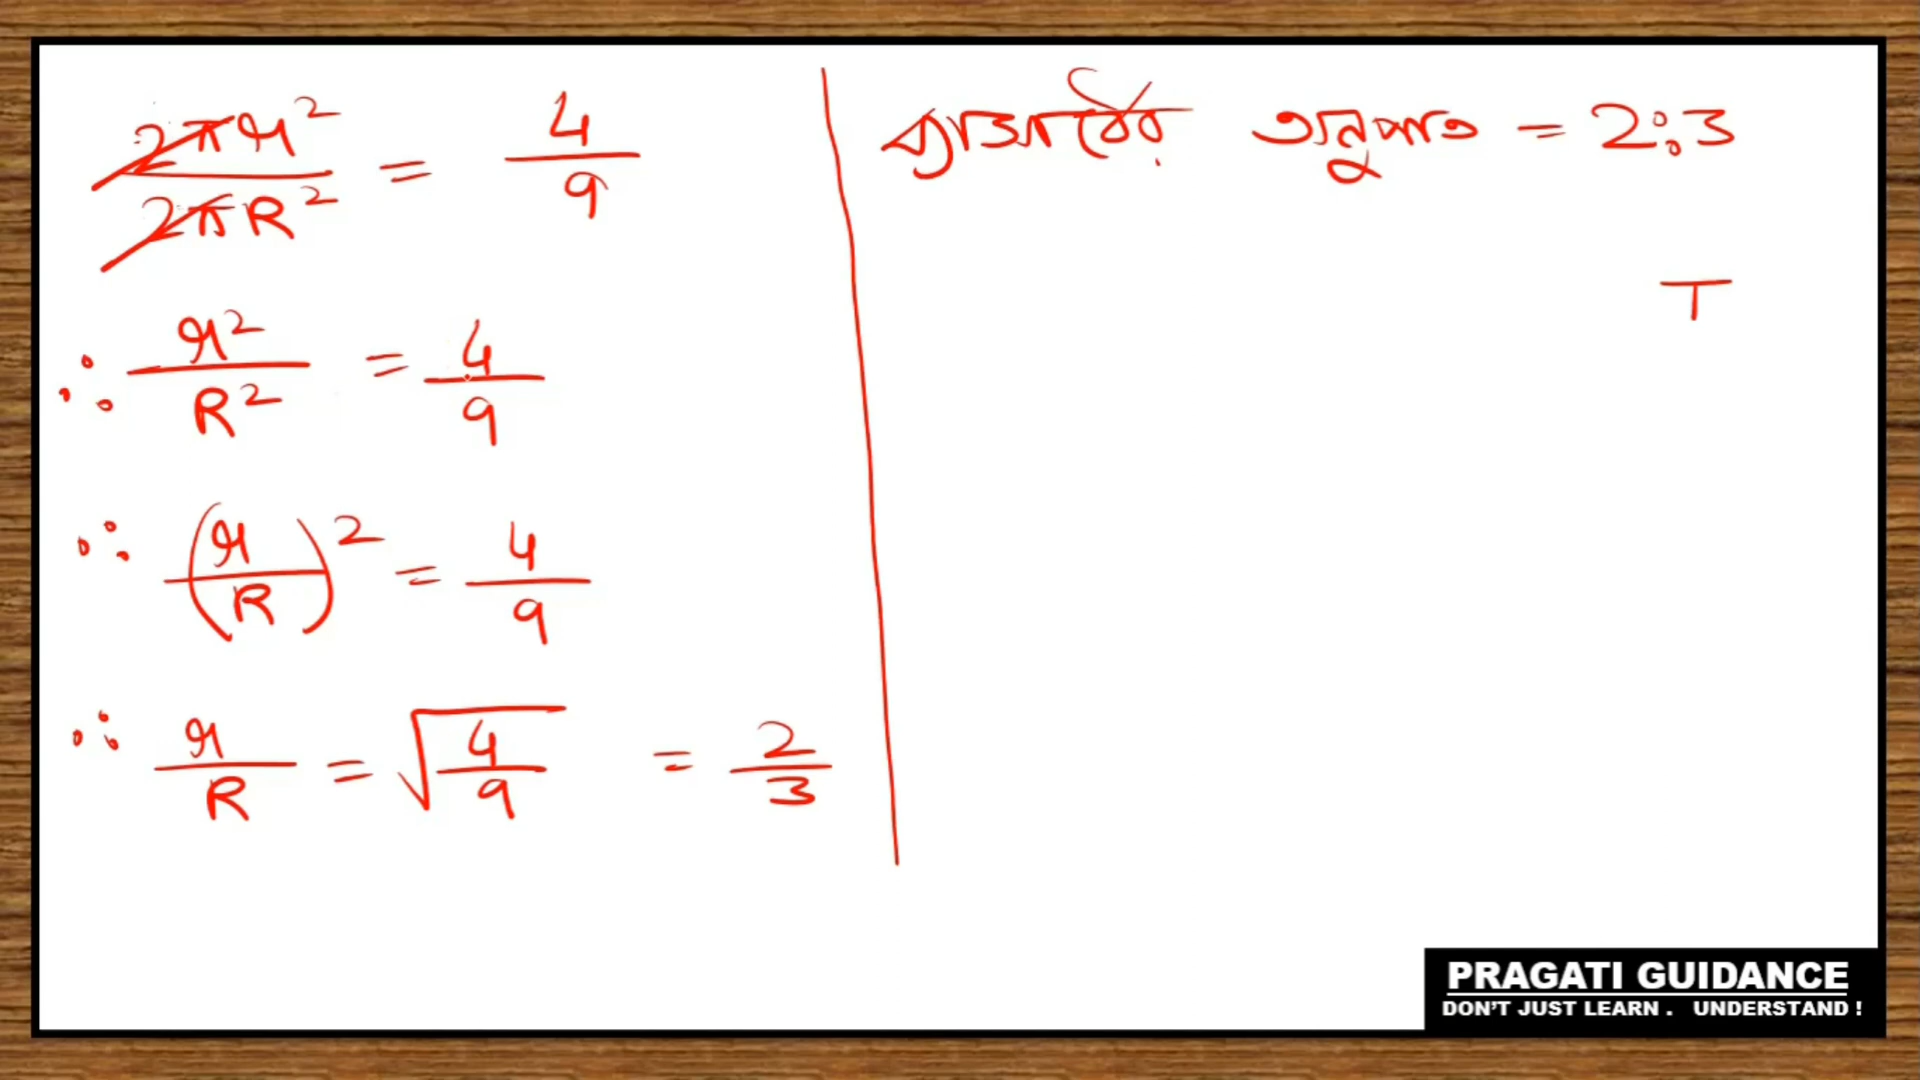 2πr² / 2πR² = 4/9
∴ r²/R² = 4/9
∴ (r/R)² = 4/9
∴ r/R = √(4/9) = 2/3
ব্যাসার্ধের অনুপাত = 2:3
T
PRAGATI GUIDANCE
DON'T JUST LEARN . UNDERSTAND !